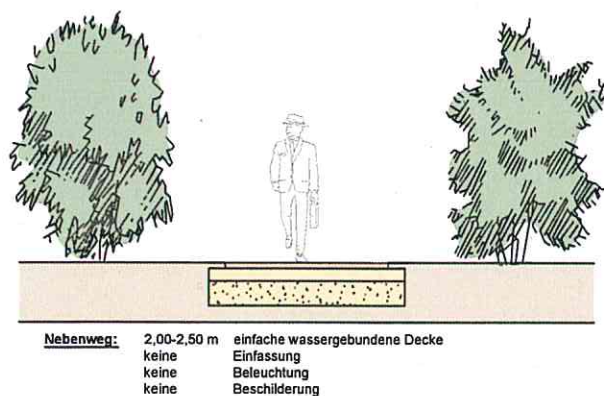 Nebenweg: 2,00-2,50 m einfache wassergebundene Decke
keine Einfassung
keine Beleuchtung
keine Beschilderung